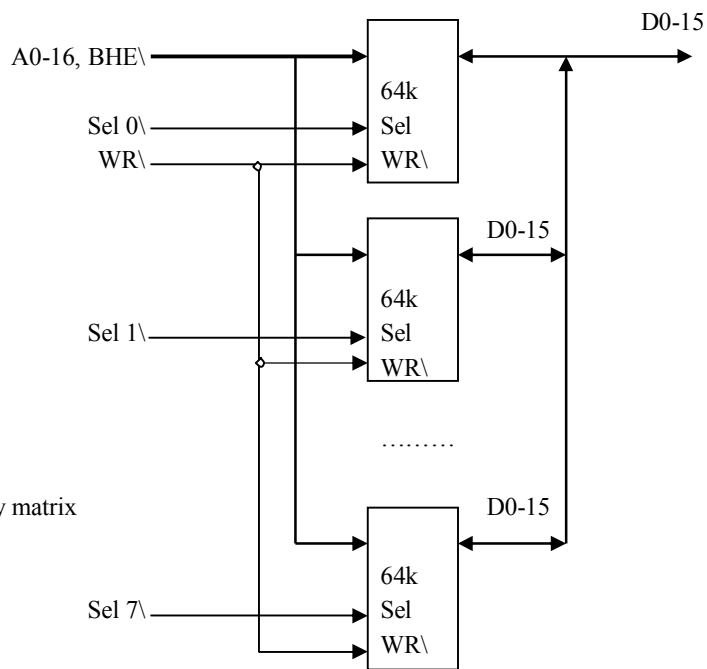 D0-15
A0-16, BHE\
64k
Sel 0\
Sel
WR\
WR\
D0-15
64k
Sel 1\
Sel
WR\
………
matrix
D0-15
64k
Sel 7\
Sel
WR\